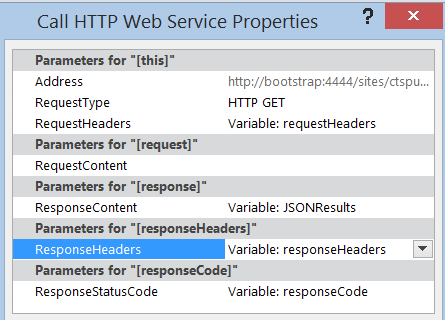 Call HTTP Web Service Properties
Parameters for "[this]"
Address http://bootstrap:4444/sites/ctspu...
RequestType HTTP GET
RequestHeaders Variable: requestHeaders
Parameters for "[request]"
RequestContent
Parameters for "[response]"
ResponseContent Variable: JSONResults
Parameters for "[responseHeaders]"
ResponseHeaders Variable: responseHeaders
Parameters for "[responseCode]"
ResponseStatusCode Variable: responseCode